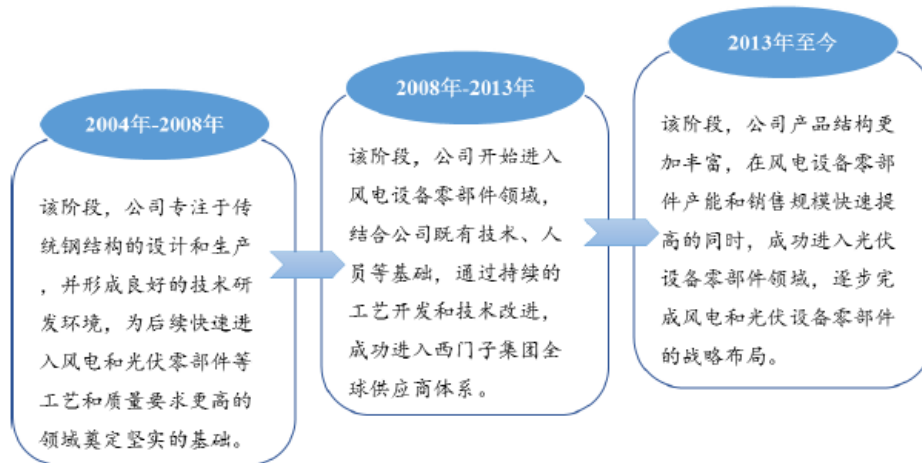 2004年-2008年
该阶段，公司专注于传
统钢结构的设计和生产
，并形成良好的技术研
发环境，为后续快速进
入风电和光伏零部件等
工艺和质量要求更高的
领域奠定坚实的基础。
2008年-2013年
该阶段，公司开始进入
风电设备零部件领域，
结合公司既有技术、人
员等基础，通过持续的
工艺开发和技术改进，
成功进入西门子集团全
球供应商体系。
2013年至今
该阶段，公司产品结构更
加丰富，在风电设备零部
件产能和销售规模快速提
高的同时，成功进入光伏
设备零部件领域，逐步完
成风电和光伏设备零部件
的战略布局。